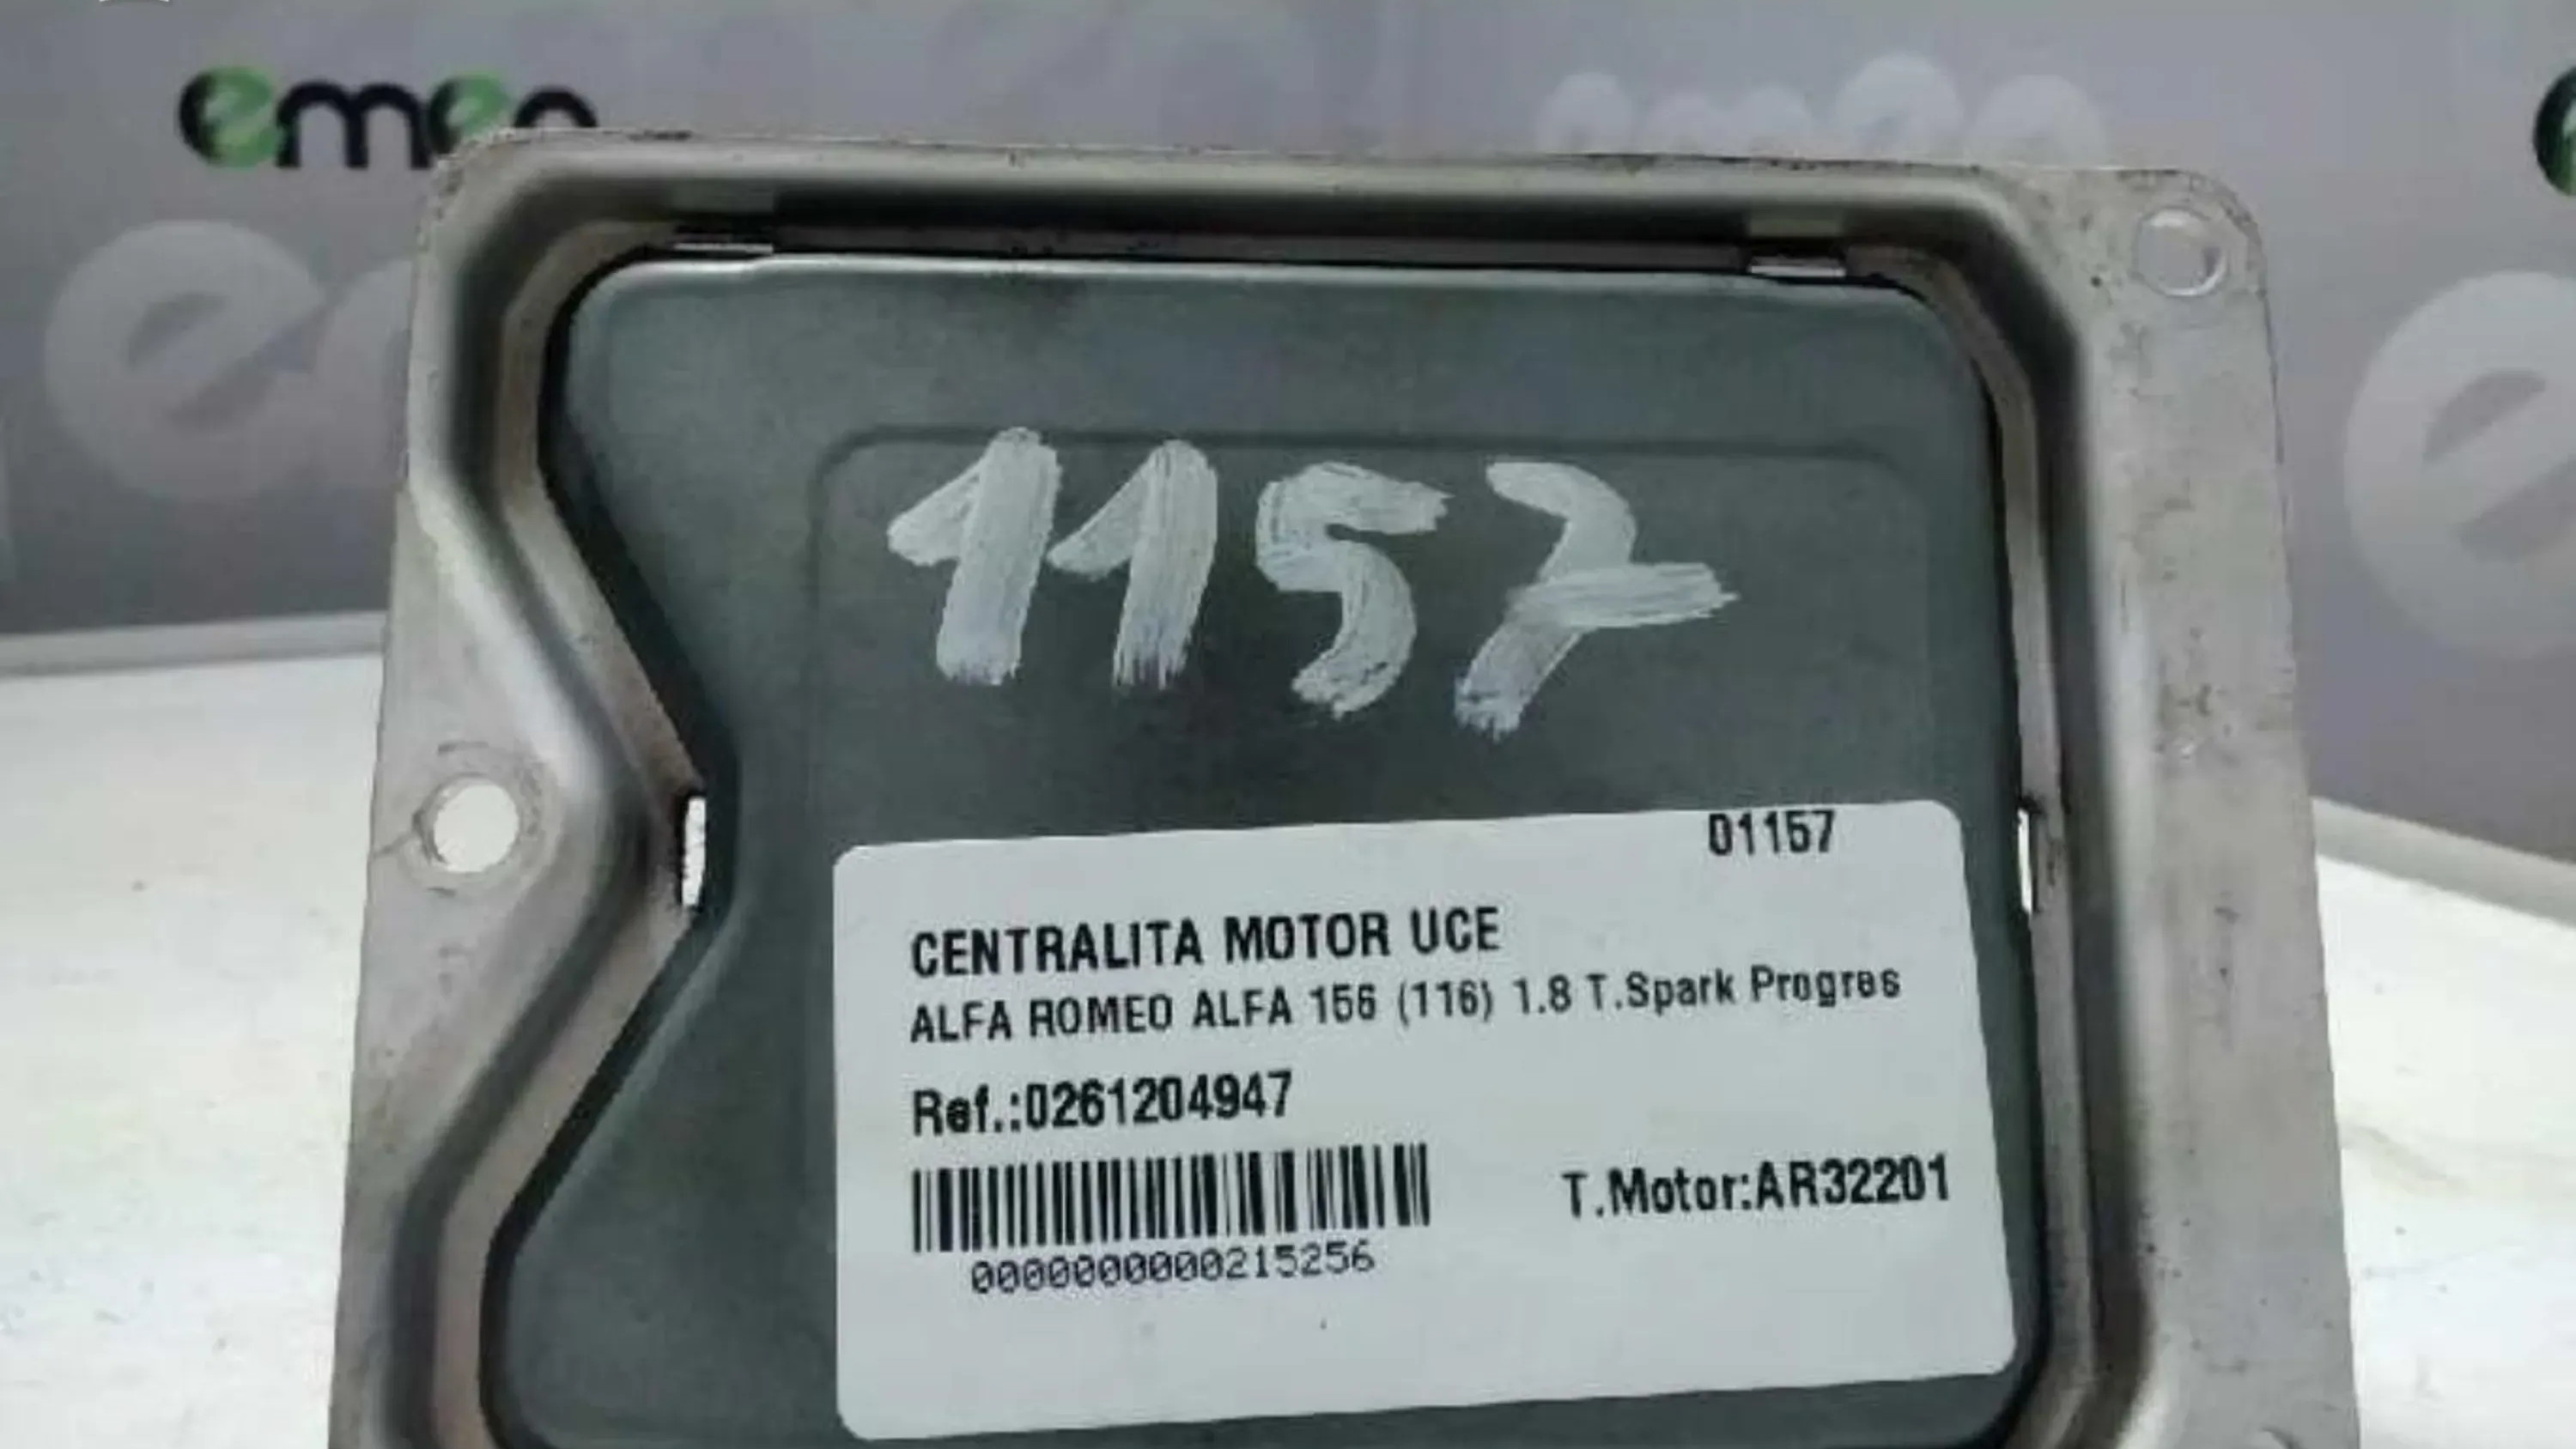 emen
1157
01157
CENTRALITA MOTOR UCE
ALFA ROMEO ALFA 156 (116) 1.8 T.Spark Progres
Ref.:0261204947
T.Motor:AR32201
0000000000215256